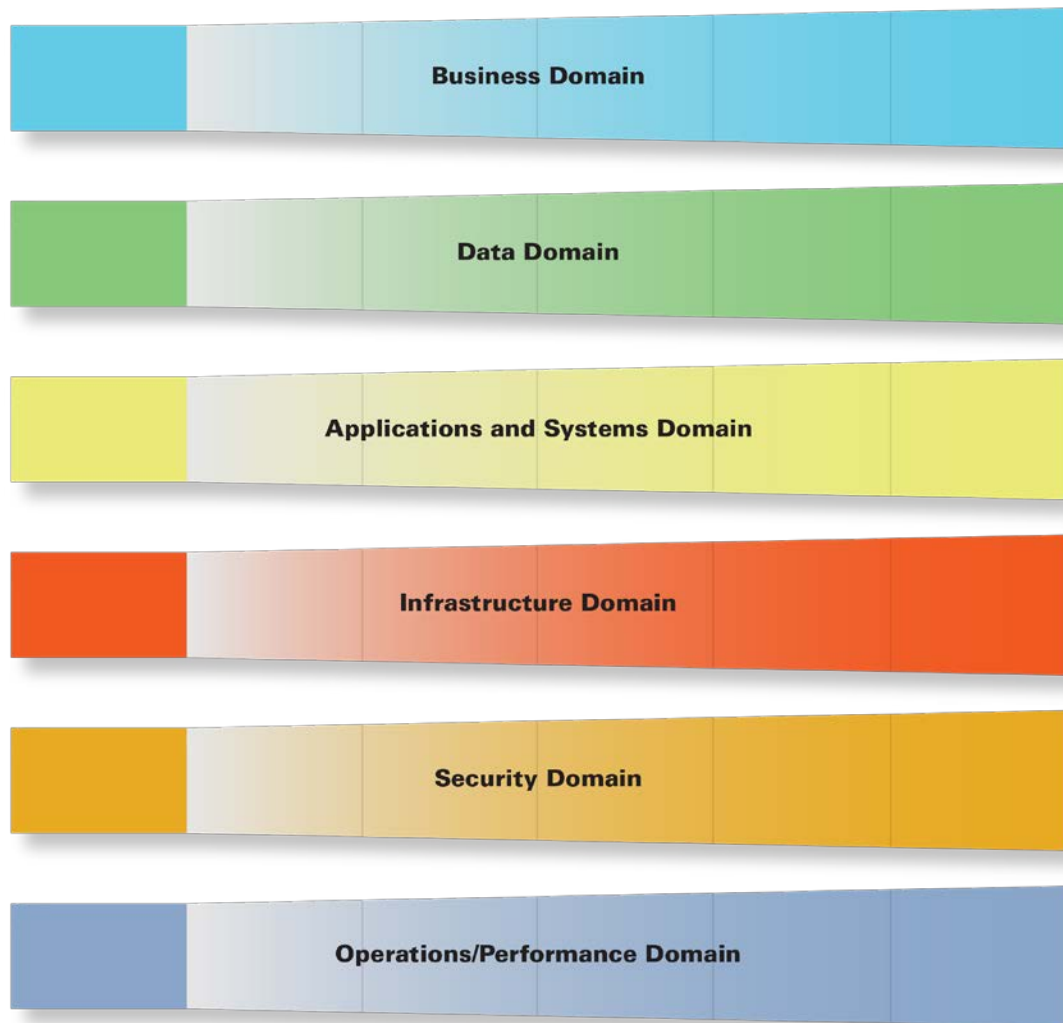 Business Domain
Data Domain
Applications and Systems Domain
Infrastructure Domain
Security Domain
Operations/Performance Domain